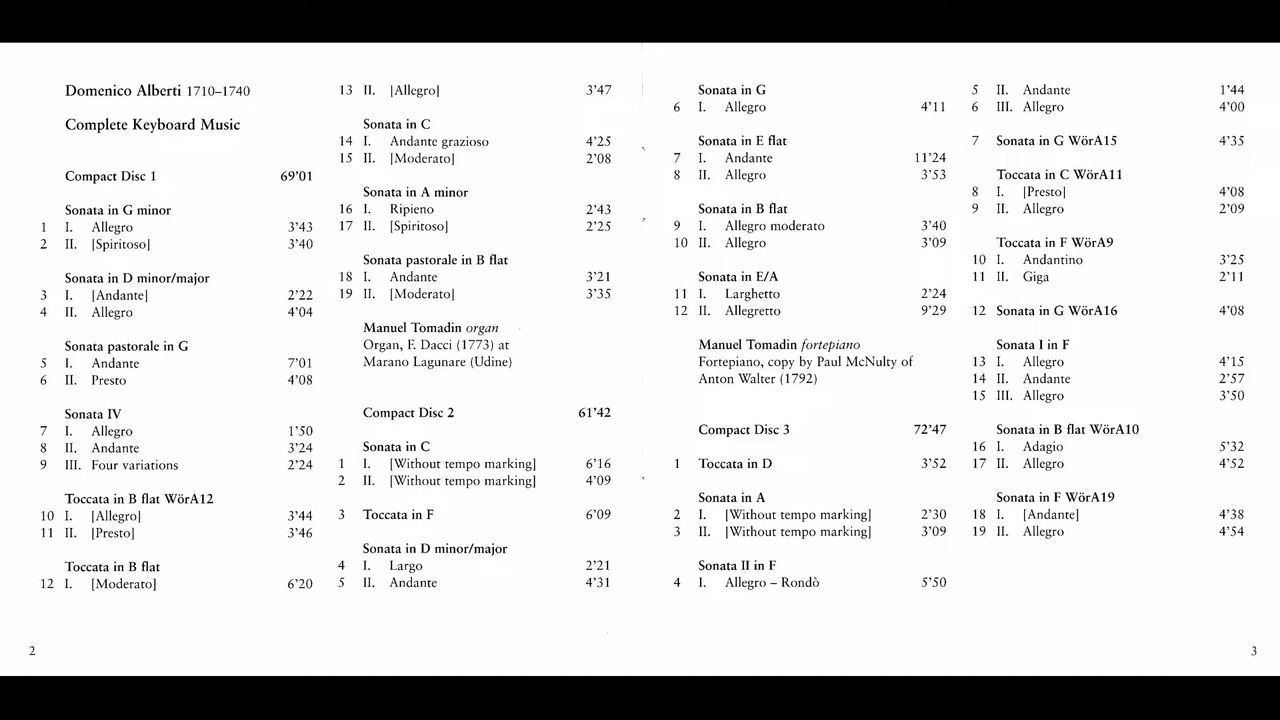 Domenico Alberti 1710–1740
Complete Keyboard Music
Compact Disc 1 69’01
Sonata in G minor
1 I. Allegro 3’43
2 II. [Spiritoso] 3’40
Sonata in D minor/major
3 I. [Andante] 2’22
4 II. Allegro 4’04
Sonata pastorale in G
5 I. Andante 7’01
6 II. Presto 4’08
Sonata IV
7 I. Allegro 1’50
8 II. Andante 3’24
9 III. Four variations 2’24
Toccata in B flat WörA12
10 I. [Allegro] 3’44
11 II. [Presto] 3’46
Toccata in B flat
12 I. [Moderato] 6’20
2
13 II. [Allegro] 3’47
Sonata in C
14 I. Andante grazioso 4’25
15 II. [Moderato] 2’08
Sonata in A minor
16 I. Ripieno 2’43
17 II. [Spiritoso] 2’25
Sonata pastorale in B flat
18 I. Andante 3’21
19 II. [Moderato] 3’35
Manuel Tomadin organ
Organ, F. Dacci (1773) at
Marano Lagunare (Udine)
Compact Disc 2 61’42
Sonata in C
1 I. [Without tempo marking] 6’16
2 II. [Without tempo marking] 4’09
3 Toccata in F 6’09
Sonata in D minor/major
4 I. Largo 2’21
5 II. Andante 4’31
Sonata in G
6 I. Allegro 4’11
Sonata in E flat
7 I. Andante 11’24
8 II. Allegro 3’53
Sonata in B flat
9 I. Allegro moderato 3’40
10 II. Allegro 3’09
Sonata in E/A
11 I. Larghetto 2’24
12 II. Allegretto 9’29
Manuel Tomadin fortepiano
Fortepiano, copy by Paul McNulty of
Anton Walter (1792)
Compact Disc 3 72’47
1 Toccata in D 3’52
Sonata in A
2 I. [Without tempo marking] 2’30
3 II. [Without tempo marking] 3’09
Sonata II in F
4 I. Allegro – Rondò 5’50
5 II. Andante 1’44
6 III. Allegro 4’00
7 Sonata in G WörA15 4’35
Toccata in C WörA11
8 I. [Presto] 4’08
9 II. Allegro 2’09
Toccata in F WörA9
10 I. Andantino 3’25
11 II. Giga 2’11
12 Sonata in G WörA16 4’08
Sonata I in F
13 I. Allegro 4’15
14 II. Andante 2’57
15 III. Allegro 3’50
Sonata in B flat WörA10
16 I. Adagio 5’32
17 II. Allegro 4’52
Sonata in F WörA19
18 I. [Andante] 4’38
19 II. Allegro 4’54
3